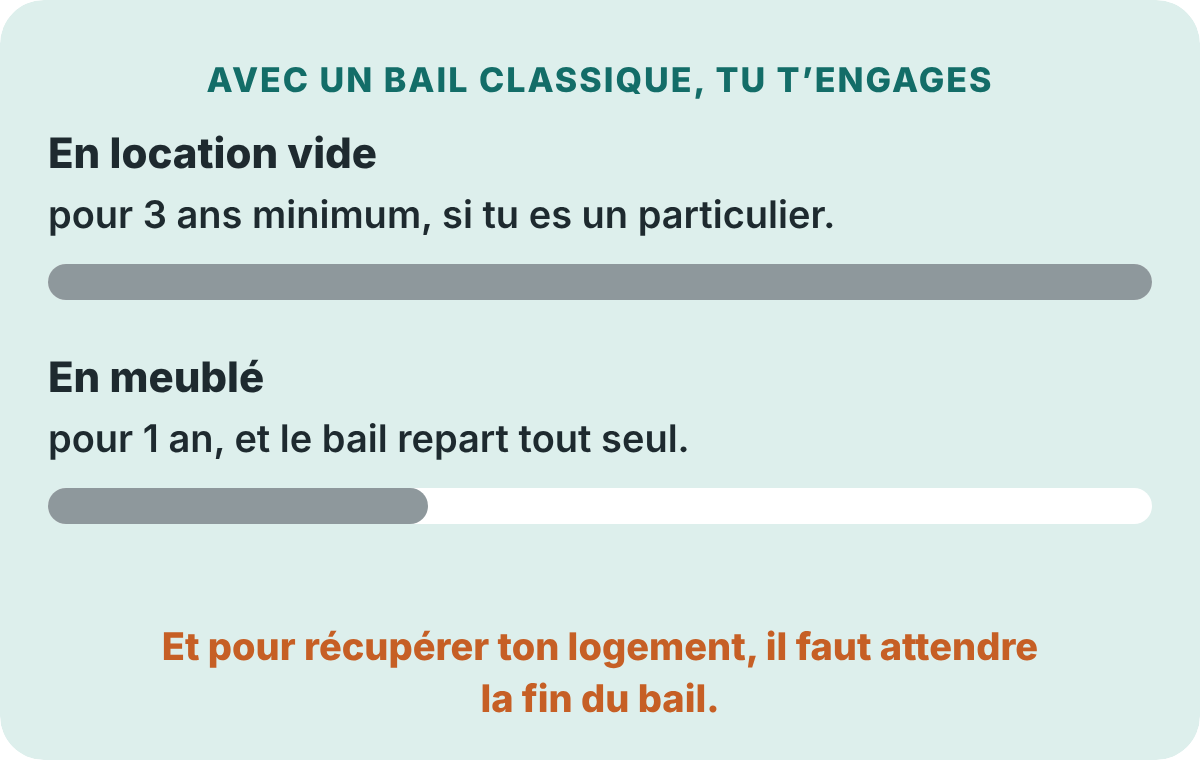 AVEC UN BAIL CLASSIQUE, TU T’ENGAGES
En location vide
pour 3 ans minimum, si tu es un particulier.
En meublé
pour 1 an, et le bail repart tout seul.
Et pour récupérer ton logement, il faut attendre
la fin du bail.